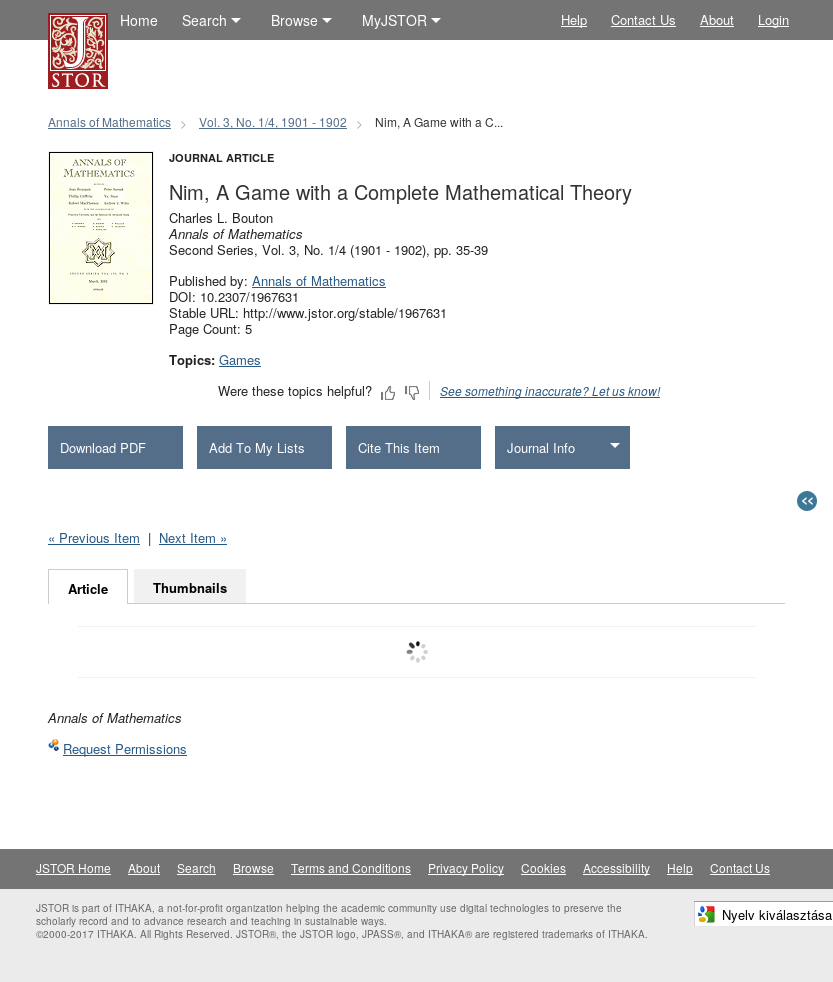 Home Search Browse MyJSTOR Help Contact Us About Login
JSTOR
Annals of Mathematics Vol. 3, No. 1/4, 1901 - 1902 Nim, A Game with a C...
ANNALS OF
MATHEMATICS
JOURNAL ARTICLE
Nim, A Game with a Complete Mathematical Theory
Charles L. Bouton
Annals of Mathematics
Second Series, Vol. 3, No. 1/4 (1901 - 1902), pp. 35-39
Published by: Annals of Mathematics
DOI: 10.2307/1967631
Stable URL: http://www.jstor.org/stable/1967631
Page Count: 5
Topics: Games
Were these topics helpful? See something inaccurate? Let us know!
Download PDF Add To My Lists Cite This Item Journal Info
« Previous Item | Next Item »
Article Thumbnails
Annals of Mathematics
Request Permissions
JSTOR Home About Search Browse Terms and Conditions Privacy Policy Cookies Accessibility Help Contact Us
JSTOR is part of ITHAKA, a not-for-profit organization helping the academic community use digital technologies to preserve the
scholarly record and to advance research and teaching in sustainable ways.
©2000-2017 ITHAKA. All Rights Reserved. JSTOR®, the JSTOR logo, JPASS®, and ITHAKA® are registered trademarks of ITHAKA.
Nyelv kiválasztása